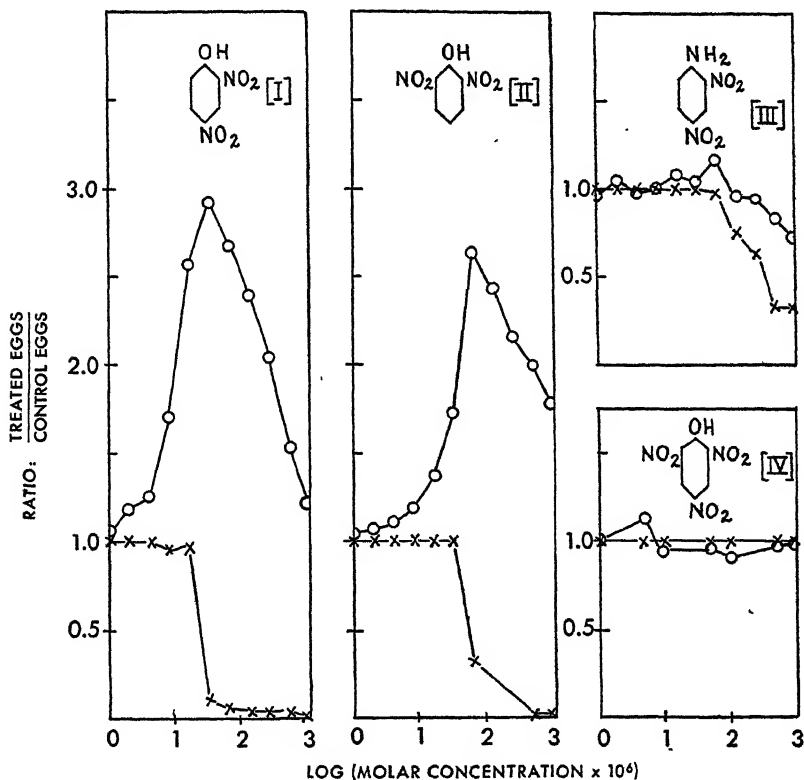 OH
NO2
[I]
NO2
OH
NO2
NO2
[II]
NH2
NO2
[III]
NO2
3.0
2.0
1.0
0.5
1.0
0.5
OH
NO2
NO2
[IV]
NO2
1.0
0.5
RATIO: TREATED EGGS
CONTROL EGGS
0 1 2 3
0 1 2 3
0 1 2 3
LOG (MOLAR CONCENTRATION x 10⁶)